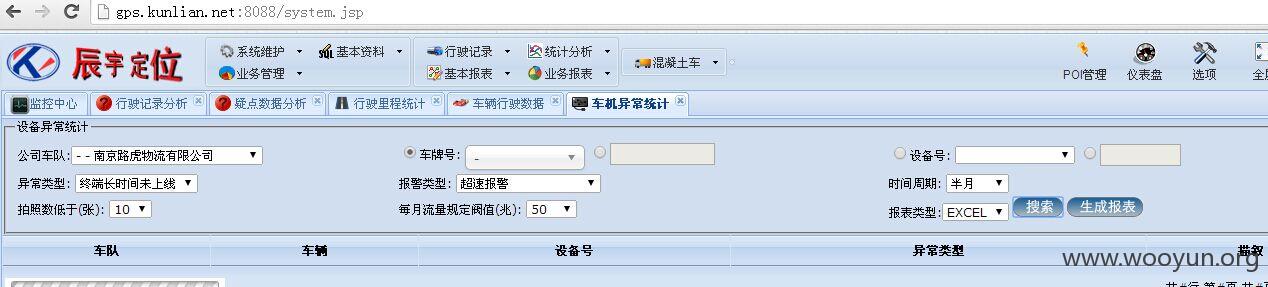 gps.kunlian.net:8088/system.jsp
辰宇定位 系统维护 SQL 基本资料 行驶记录 统计分析 混凝土车
业务管理 基本报表 业务报表 POI管理 仪表盘 选项
监控中心 行驶记录分析 疑点数据分析 行驶里程统计 车辆行驶数据 车机异常统计
设备异常统计
公司车队: - - 南京路虎物流有限公司 车牌号: - 设备号:
异常类型: 终端长时间未上线 报警类型: 超速报警 时间周期: 半月
拍照数低于(张): 10 每月流量规定阀值(兆): 50 报表类型: EXCEL 搜索 生成报表
车队 车辆 设备号 异常类型 描叙
www.wooyun.org